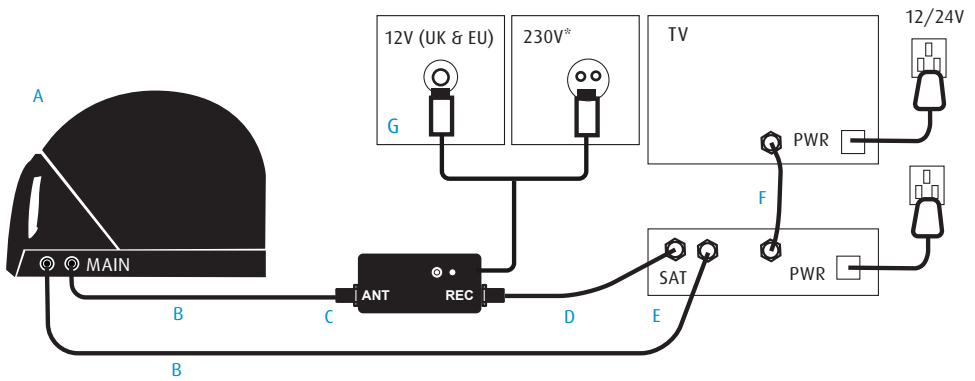 12/24V
12V (UK & EU)
230V*
TV
A
G
PWR
F
MAIN
SAT
PWR
ANT
REC
B
C
D
E
B